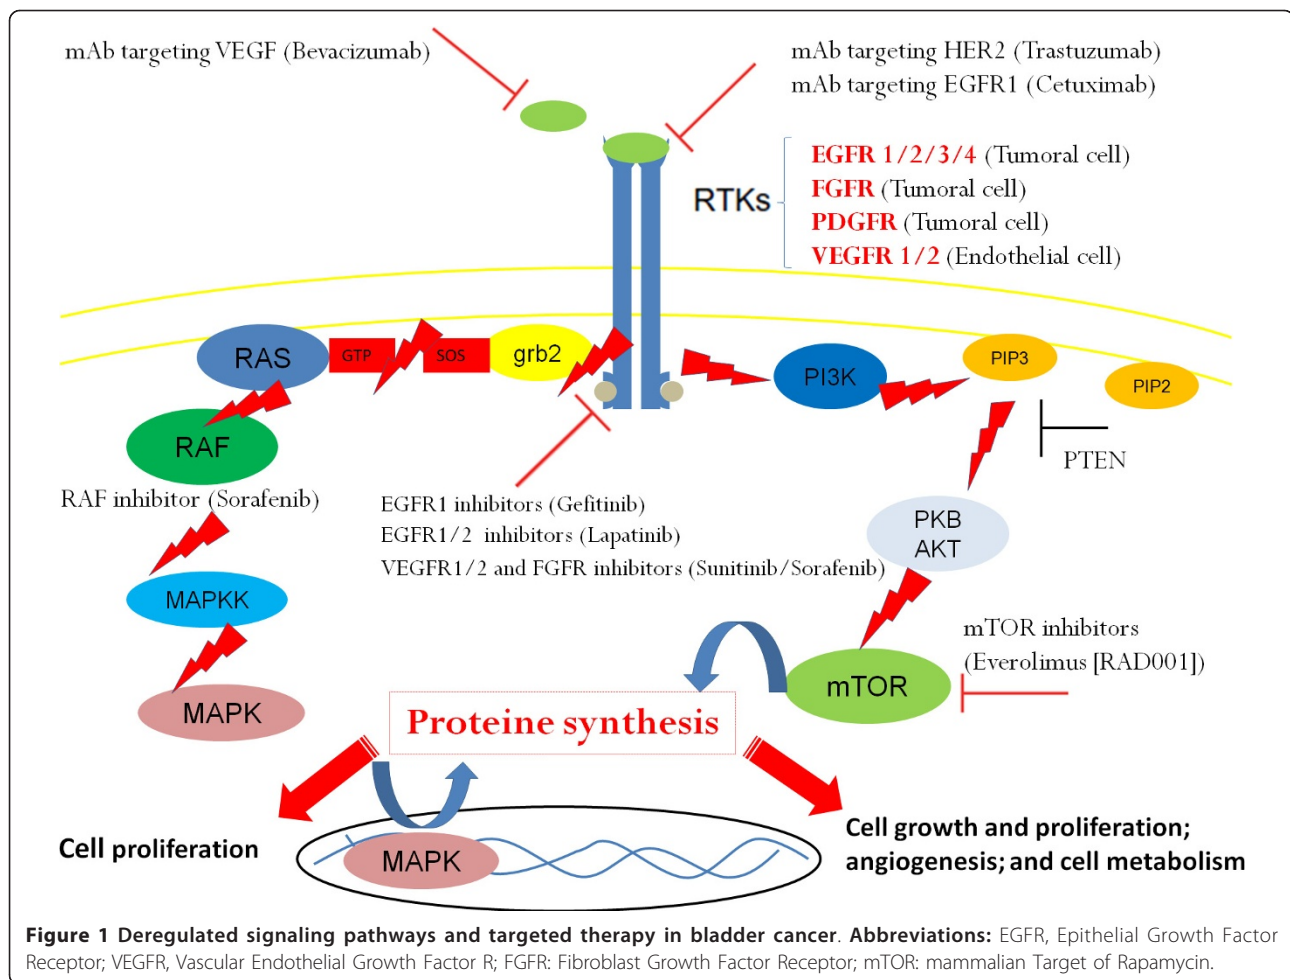 mAb targeting VEGF (Bevacizumab)
mAb targeting HER2 (Trastuzumab)
mAb targeting EGFR1 (Cetuximab)
RTKs
EGFR 1/2/3/4 (Tumoral cell)
FGFR (Tumoral cell)
PDGFR (Tumoral cell)
VEGFR 1/2 (Endothelial cell)
RAS
GTP
SOS
grb2
PI3K
PIP3
PIP2
RAF
PTEN
RAF inhibitor (Sorafenib)
EGFR1 inhibitors (Gefitinib)
EGFR1/2 inhibitors (Lapatinib)
VEGFR1/2 and FGFR inhibitors (Sunitinib/Sorafenib)
PKB
AKT
MAPKK
mTOR inhibitors
(Everolimus [RAD001])
mTOR
MAPK
Proteine synthesis
Cell proliferation
MAPK
Cell growth and proliferation;
angiogenesis; and cell metabolism
Figure 1 Deregulated signaling pathways and targeted therapy in bladder cancer. Abbreviations: EGFR, Epithelial Growth Factor
Receptor; VEGFR, Vascular Endothelial Growth Factor R; FGFR: Fibroblast Growth Factor Receptor; mTOR: mammalian Target of Rapamycin.